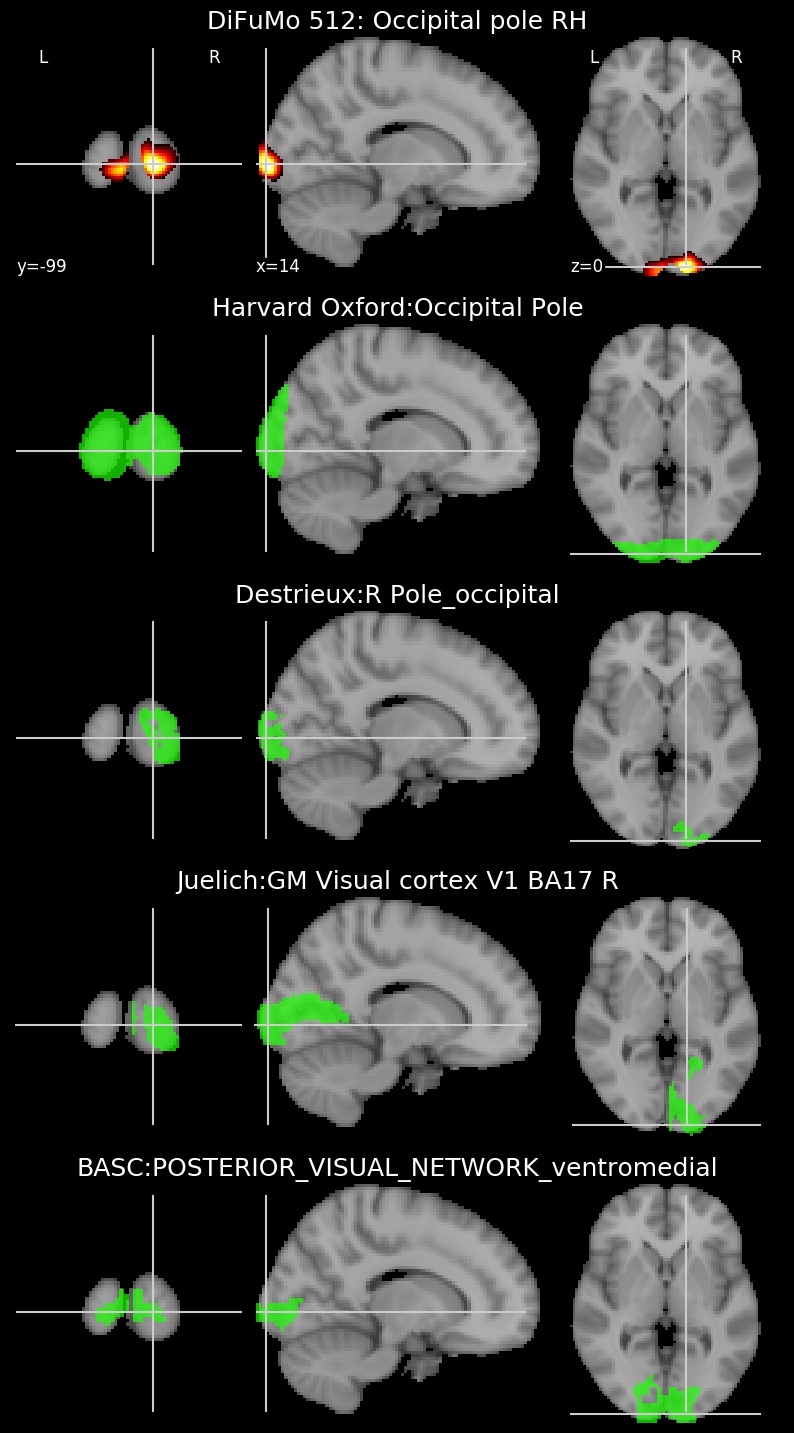 DiFuMo 512: Occipital pole RH
L R L R
y=-99 x=14 z=0
Harvard Oxford:Occipital Pole
Destrieux:R Pole_occipital
Juelich:GM Visual cortex V1 BA17 R
BASC:POSTERIOR_VISUAL_NETWORK_ventromedial